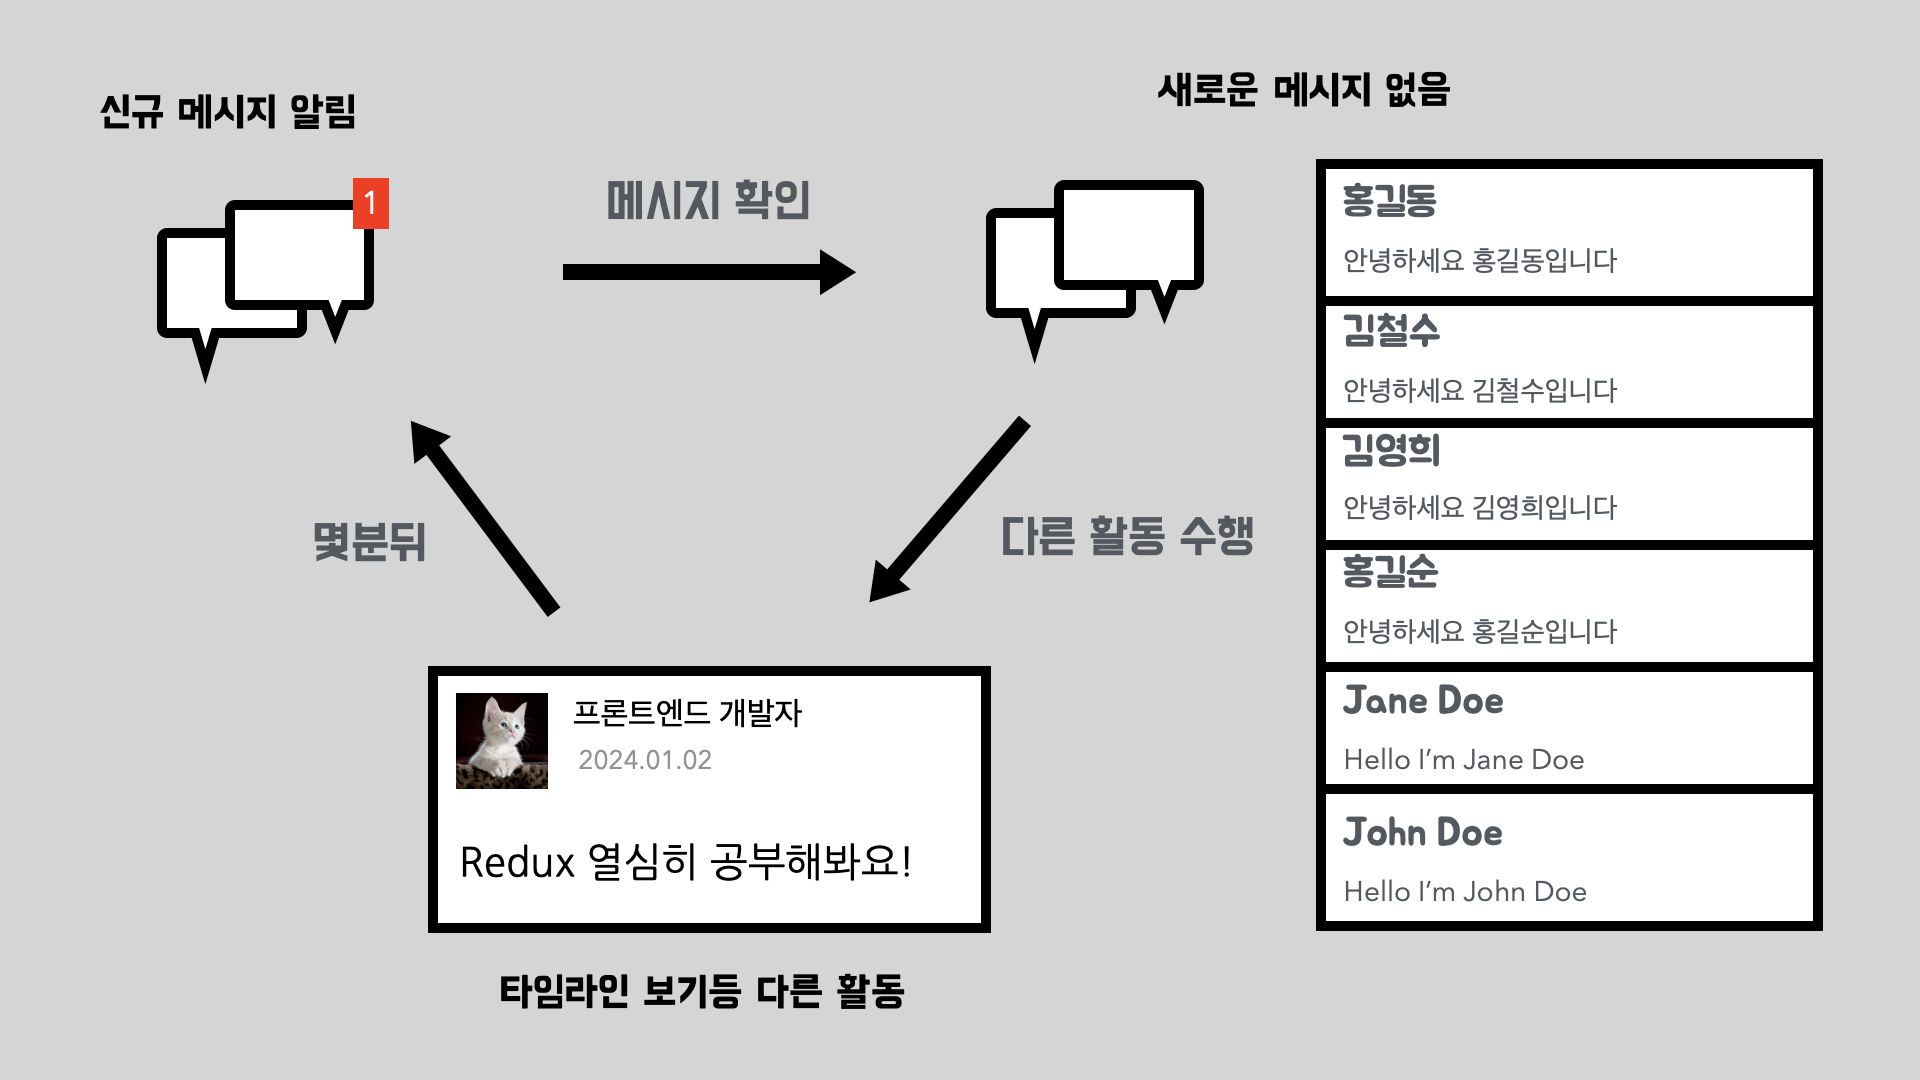 신규 메시지 알림
1
메시지 확인
새로운 메시지 없음
홍길동
안녕하세요 홍길동입니다
김철수
안녕하세요 김철수입니다
김영희
안녕하세요 김영희입니다
홍길순
안녕하세요 홍길순입니다
Jane Doe
Hello I’m Jane Doe
John Doe
Hello I’m John Doe
다른 활동 수행
몇분뒤
프론트엔드 개발자
2024.01.02
Redux 열심히 공부해봐요!
타임라인 보기등 다른 활동